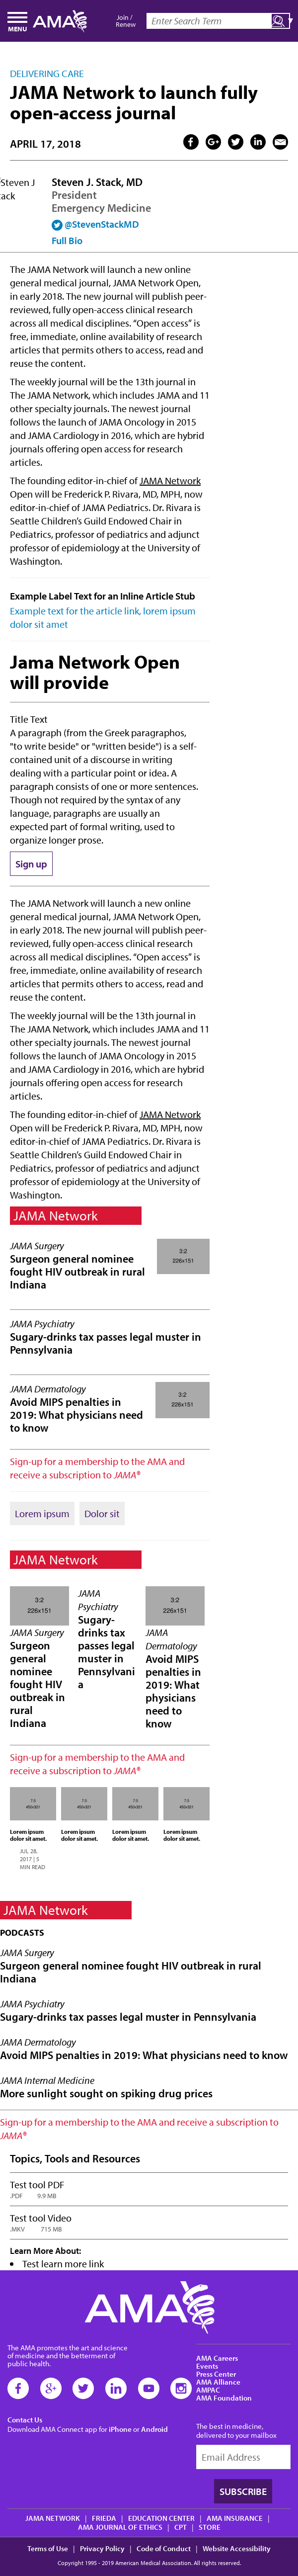 MENU
AMA
Join /
Renew
Enter Search Term
DELIVERING CARE
JAMA Network to launch fully
open-access journal
APRIL 17, 2018
Steven J
tack
Steven J. Stack, MD
President
Emergency Medicine
@StevenStackMD
Full Bio
The JAMA Network will launch a new online
general medical journal, JAMA Network Open,
in early 2018. The new journal will publish peer-
reviewed, fully open-access clinical research
across all medical disciplines. “Open access” is
free, immediate, online availability of research
articles that permits others to access, read and
reuse the content.
The weekly journal will be the 13th journal in
The JAMA Network, which includes JAMA and 11
other specialty journals. The newest journal
follows the launch of JAMA Oncology in 2015
and JAMA Cardiology in 2016, which are hybrid
journals offering open access for research
articles.
The founding editor-in-chief of JAMA Network
Open will be Frederick P. Rivara, MD, MPH, now
editor-in-chief of JAMA Pediatrics. Dr. Rivara is
Seattle Children’s Guild Endowed Chair in
Pediatrics, professor of pediatrics and adjunct
professor of epidemiology at the University of
Washington.
Example Label Text for an Inline Article Stub
Example text for the article link, lorem ipsum
dolor sit amet
Jama Network Open
will provide
Title Text
A paragraph (from the Greek paragraphos,
"to write beside" or "written beside") is a self-
contained unit of a discourse in writing
dealing with a particular point or idea. A
paragraph consists of one or more sentences.
Though not required by the syntax of any
language, paragraphs are usually an
expected part of formal writing, used to
organize longer prose.
Sign up
The JAMA Network will launch a new online
general medical journal, JAMA Network Open,
in early 2018. The new journal will publish peer-
reviewed, fully open-access clinical research
across all medical disciplines. “Open access” is
free, immediate, online availability of research
articles that permits others to access, read and
reuse the content.
The weekly journal will be the 13th journal in
The JAMA Network, which includes JAMA and 11
other specialty journals. The newest journal
follows the launch of JAMA Oncology in 2015
and JAMA Cardiology in 2016, which are hybrid
journals offering open access for research
articles.
The founding editor-in-chief of JAMA Network
Open will be Frederick P. Rivara, MD, MPH, now
editor-in-chief of JAMA Pediatrics. Dr. Rivara is
Seattle Children’s Guild Endowed Chair in
Pediatrics, professor of pediatrics and adjunct
professor of epidemiology at the University of
Washington.
JAMA Network
JAMA Surgery
Surgeon general nominee
fought HIV outbreak in rural
Indiana
3:2
226x151
JAMA Psychiatry
Sugary-drinks tax passes legal muster in
Pennsylvania
JAMA Dermatology
Avoid MIPS penalties in
2019: What physicians need
to know
3:2
226x151
Sign-up for a membership to the AMA and
receive a subscription to JAMA®
Lorem ipsum
Dolor sit
JAMA Network
3:2
226x151
JAMA Surgery
Surgeon
general
nominee
fought HIV
outbreak in
rural
Indiana
JAMA
Psychiatry
Sugary-
drinks tax
passes legal
muster in
Pennsylvani
a
3:2
226x151
JAMA
Dermatology
Avoid MIPS
penalties in
2019: What
physicians
need to
know
Sign-up for a membership to the AMA and
receive a subscription to JAMA®
Lorem ipsum
dolor sit amet.
JUL 28,
2017 | 5
MIN READ
Lorem ipsum
dolor sit amet.
Lorem ipsum
dolor sit amet.
Lorem ipsum
dolor sit amet.
JAMA Network
PODCASTS
JAMA Surgery
Surgeon general nominee fought HIV outbreak in rural
Indiana
JAMA Psychiatry
Sugary-drinks tax passes legal muster in Pennsylvania
JAMA Dermatology
Avoid MIPS penalties in 2019: What physicians need to know
JAMA Internal Medicine
More sunlight sought on spiking drug prices
Sign-up for a membership to the AMA and receive a subscription to
JAMA®
Topics, Tools and Resources
Test tool PDF
.PDF 9.9 MB
Test tool Video
.MKV 715 MB
Learn More About:
• Test learn more link
AMA
The AMA promotes the art and science
of medicine and the betterment of
public health.
Contact Us
Download AMA Connect app for iPhone or Android
AMA Careers
Events
Press Center
AMA Alliance
AMPAC
AMA Foundation
The best in medicine,
delivered to your mailbox
Email Address
SUBSCRIBE
JAMA NETWORK | FRIEDA | EDUCATION CENTER | AMA INSURANCE |
AMA JOURNAL OF ETHICS | CPT | STORE
Terms of Use | Privacy Policy | Code of Conduct | Website Accessibility
Copyright 1995 - 2019 American Medical Association. All rights reserved.